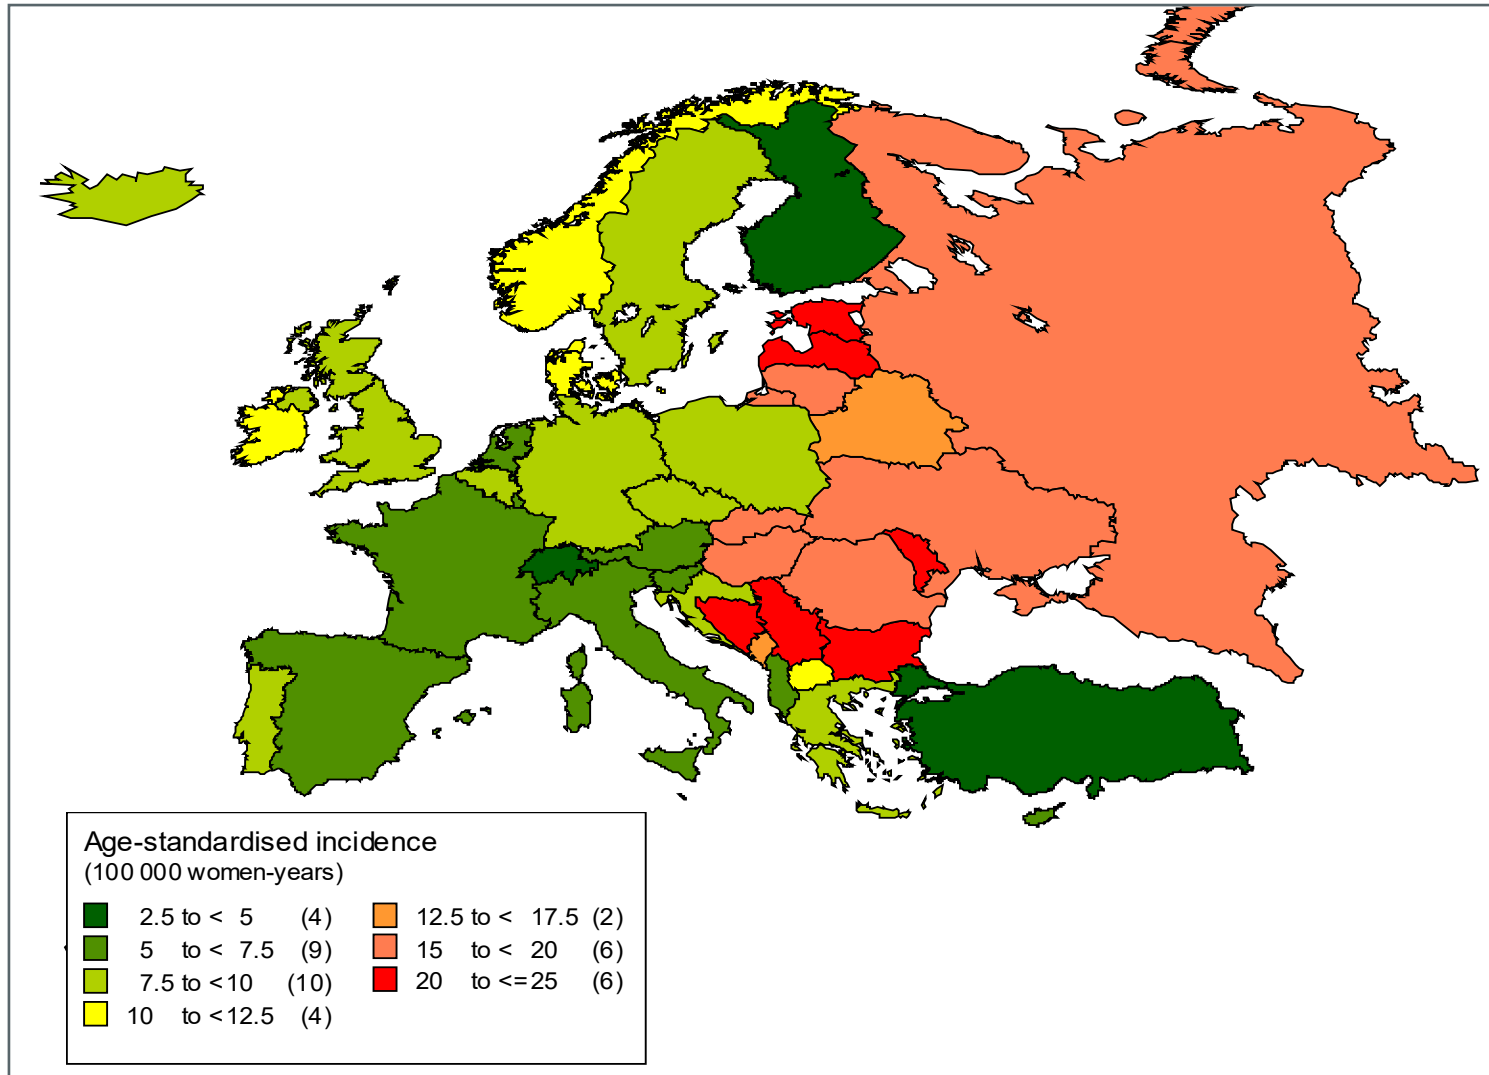 Age-standardised incidence
(100 000 women-years)
2.5 to < 5 (4)
5 to < 7.5 (9)
7.5 to <10 (10)
10 to <12.5 (4)
12.5 to < 17.5 (2)
15 to < 20 (6)
20 to <=25 (6)